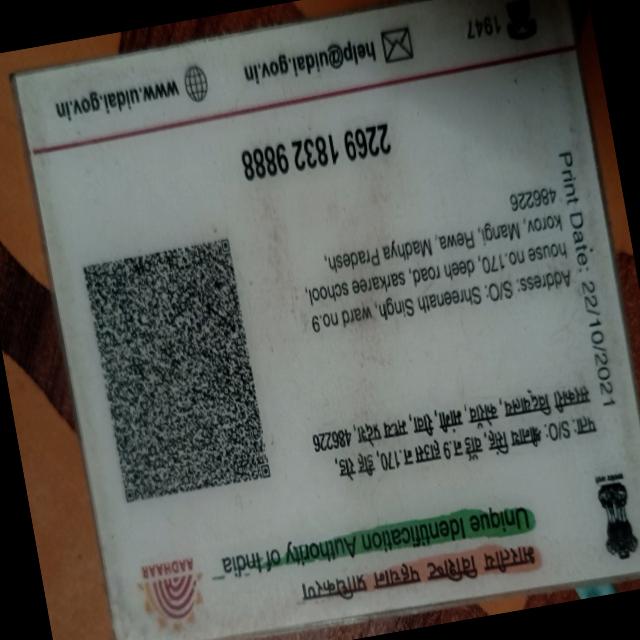 भारतीय विशिष्ट पहचान प्राधिकरण
Unique Identification Authority of India
AADHAAR
पता: S/O: श्रीनाथ सिंह, वार्ड न.9 हाउस न.170, डीह रोड,
सरकारी विद्यालय, मांगी, रीवा, मध्य प्रदेश, 486226
Address: S/O: Shreenath Singh, ward no.9
house no.170, deeh road, sarkaree school,
korov, Mangi, Rewa, Madhya Pradesh,
486226
Print Date: 22/10/2021
2269 1832 9888
1947
help@uidai.gov.in
www.uidai.gov.in